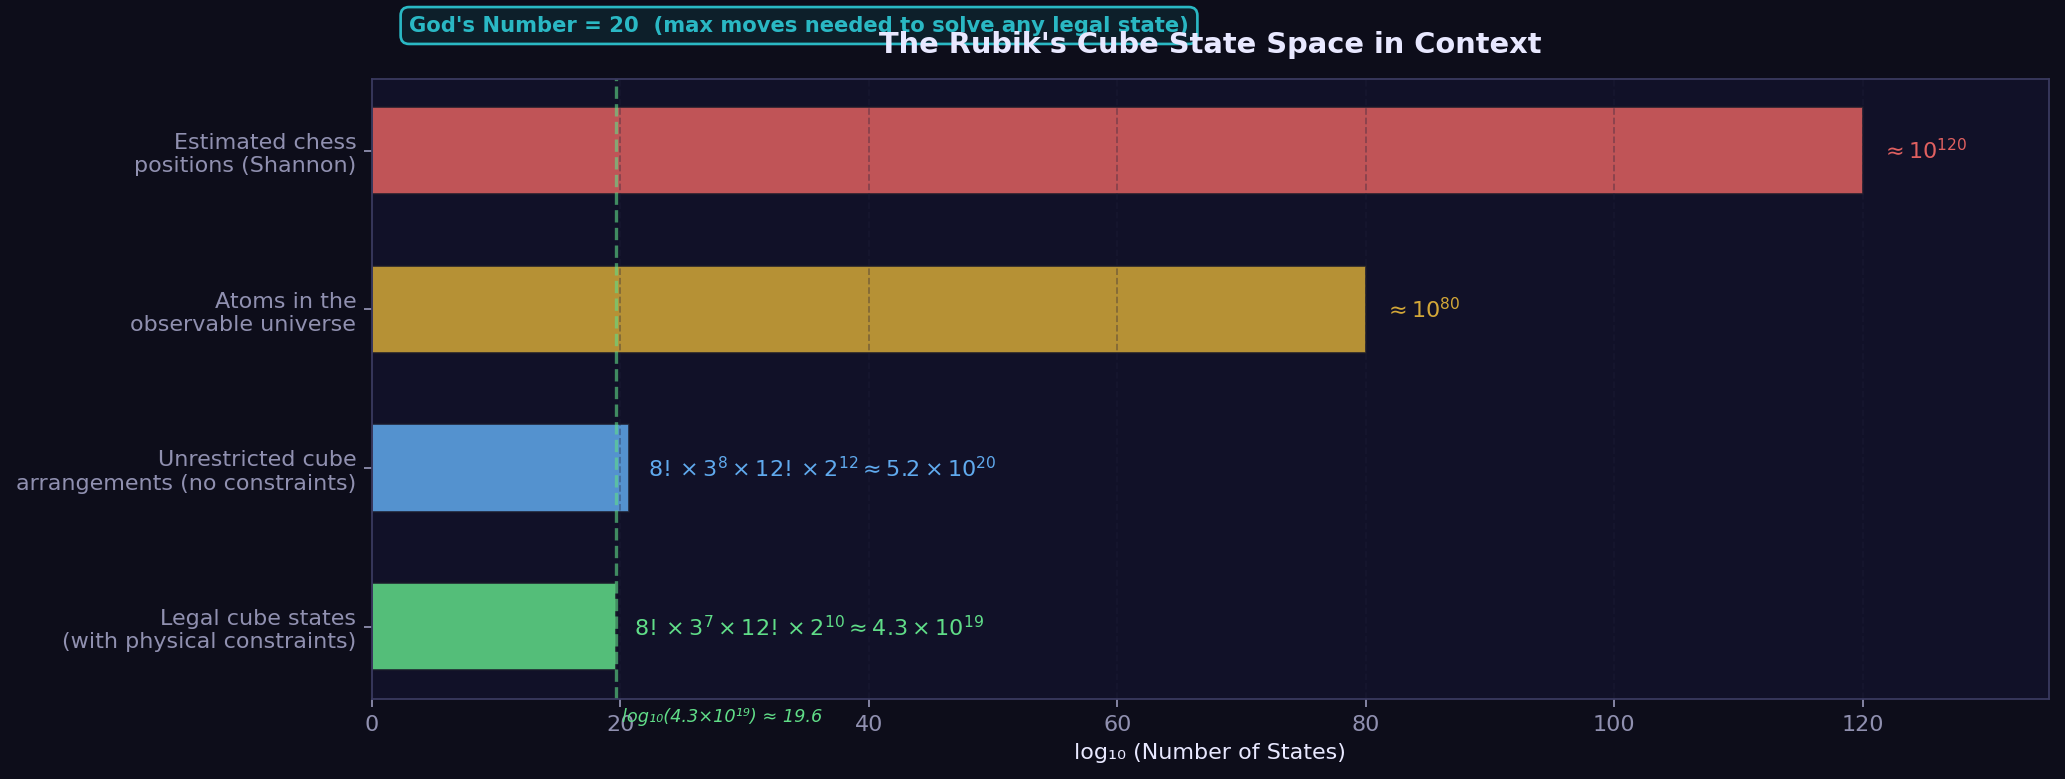 God's Number = 20 (max moves needed to solve any legal state)
The Rubik's Cube State Space in Context
Estimated chess
positions (Shannon)
≈ 10¹²⁰
Atoms in the
observable universe
≈ 10⁸⁰
Unrestricted cube
arrangements (no constraints)
8! × 3⁸ × 12! × 2¹² ≈ 5.2 × 10²⁰
Legal cube states
(with physical constraints)
8! × 3⁷ × 12! × 2¹⁰ ≈ 4.3 × 10¹⁹
log₁₀(4.3×10¹⁹) ≈ 19.6
0 20 40 60 80 100 120
log₁₀ (Number of States)